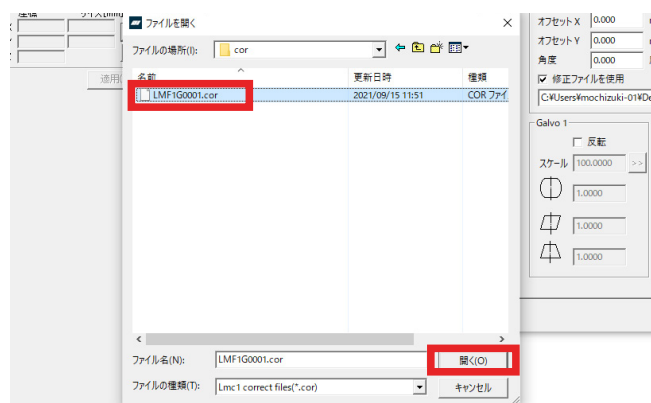 座標 サイズ(mm)
適用
ファイルを開く
ファイルの場所(I): cor
名前 更新日時 種類
LMF1G0001.cor 2021/09/15 11:51 COR ファイ
ファイル名(N): LMF1G0001.cor 開く(O)
ファイルの種類(T): Lmc1 correct files(*.cor) キャンセル
オフセット X 0.000
オフセット Y 0.000
角度 0.000
修正ファイルを使用
C:¥Users¥mochizuki-01¥De
Galvo 1
反転
スケール 100.0000 >>
1.0000
1.0000
1.0000